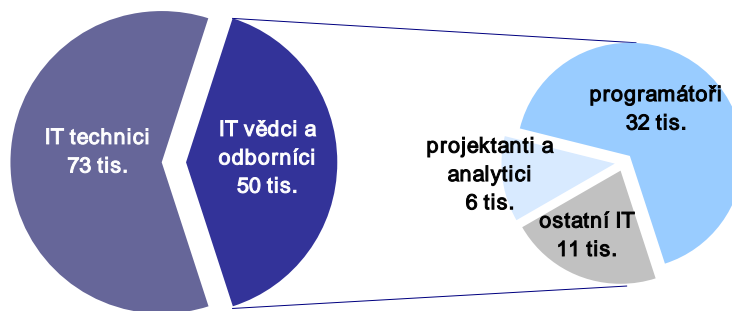 IT technici
73 tis.
IT vědci a
odborníci
50 tis.
programátoři
32 tis.
projektanti a
analytici
6 tis.
ostatní IT
11 tis.